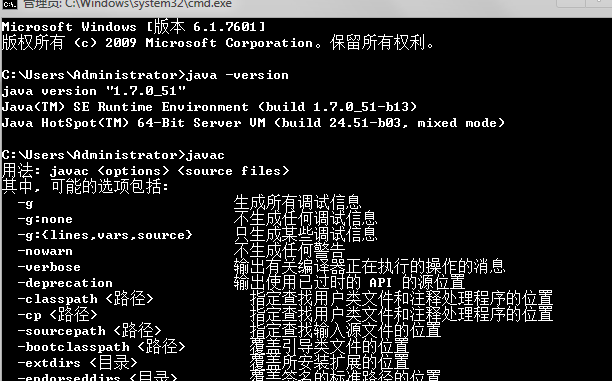 管理员: C:\Windows\system32\cmd.exe
Microsoft Windows [版本 6.1.7601]
版权所有 (c) 2009 Microsoft Corporation。保留所有权利。
C:\Users\Administrator>java -version
java version "1.7.0_51"
Java(TM) SE Runtime Environment (build 1.7.0_51-b13)
Java HotSpot(TM) 64-Bit Server VM (build 24.51-b03, mixed mode)
C:\Users\Administrator>javac
用法: javac <options> <source files>
其中, 可能的选项包括:
-g 生成所有调试信息
-g:none 不生成任何调试信息
-g:{lines,vars,source} 只生成某些调试信息
-nowarn 不生成任何警告
-verbose 输出有关编译器正在执行的操作的消息
-deprecation 输出使用已过时的 API 的源位置
-classpath <路径> 指定查找用户类文件和注释处理程序的位置
-cp <路径> 指定查找用户类文件和注释处理程序的位置
-sourcepath <路径> 指定查找输入源文件的位置
-bootclasspath <路径> 覆盖引导类文件的位置
-extdirs <目录> 覆盖所安装扩展的位置
-endorseddirs <目录> 覆盖签名的标准路径的位置